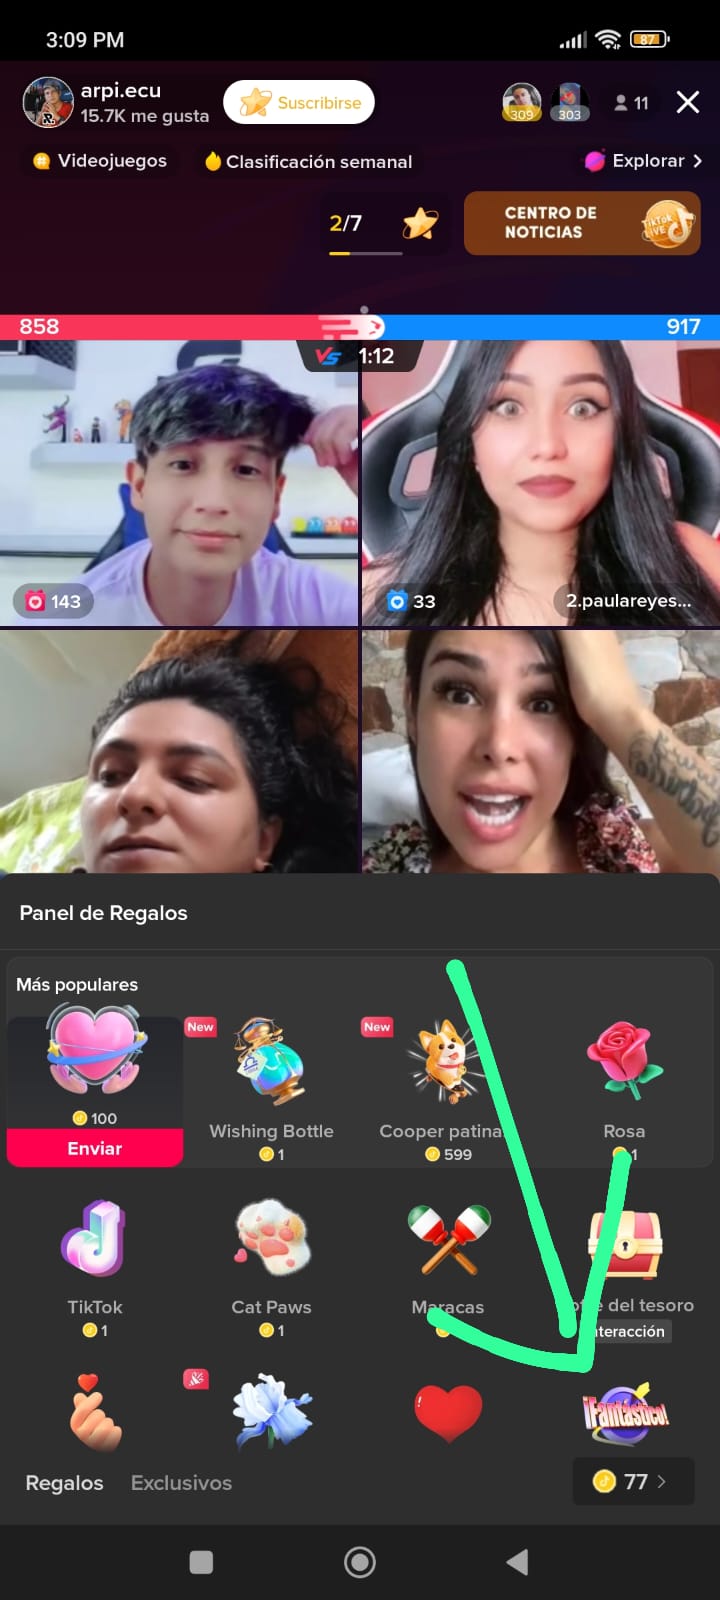 3:09 PM
87
arpi.ecu
15.7K me gusta
Suscribirse
309
303
11
Videojuegos
Clasificación semanal
Explorar
2/7
CENTRO DE
NOTICIAS
TikTok
LIVE
858
917
VS 1:12
143
33
2.paulareyes...
Panel de Regalos
Más populares
New
New
100
Enviar
Wishing Bottle
1
Cooper patina
599
Rosa
1
TikTok
1
Cat Paws
1
Maracas
del tesoro
nteracción
¡Fantástico!
Regalos
Exclusivos
77